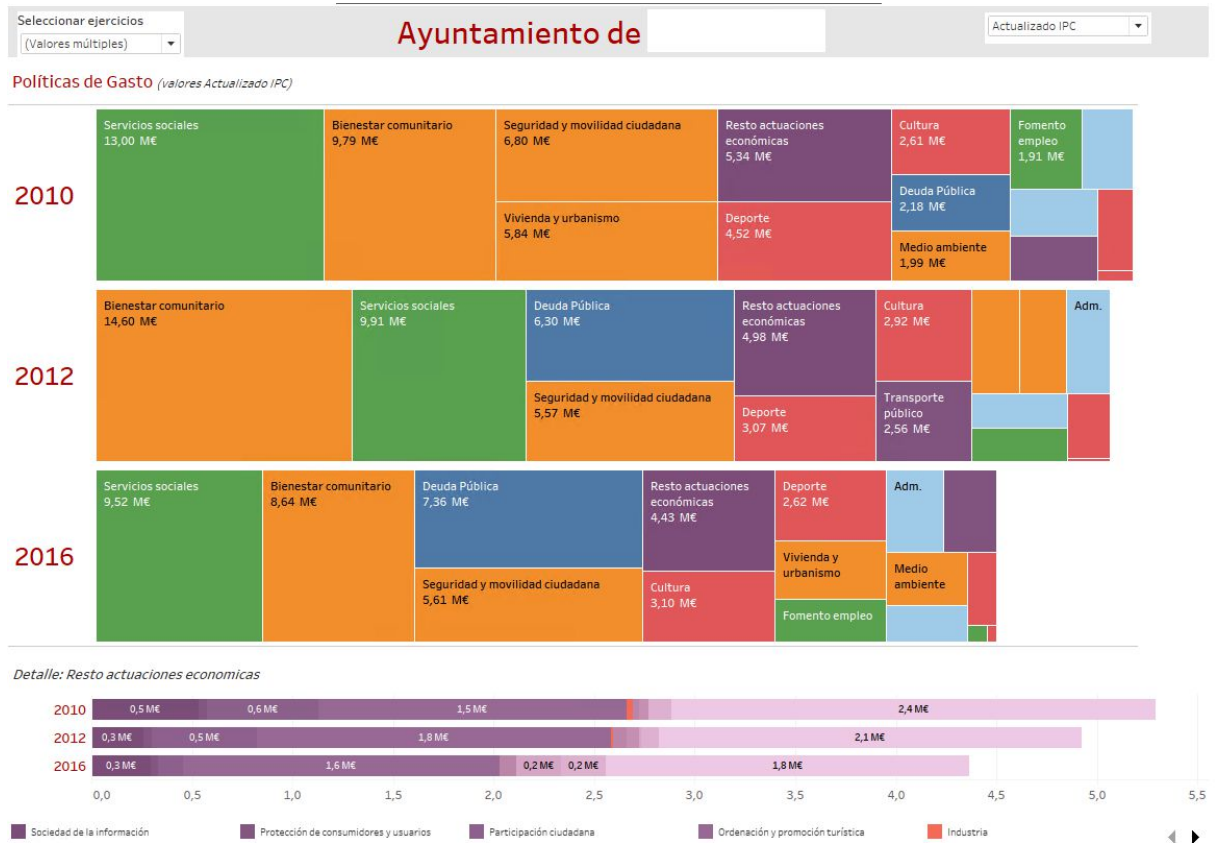 Seleccionar ejercicios
(Valores múltiples)
Ayuntamiento de
Actualizado IPC
Políticas de Gasto (valores Actualizado IPC)
2010
Servicios sociales
13,00 M€
Bienestar comunitario
9,79 M€
Seguridad y movilidad ciudadana
6,80 M€
Vivienda y urbanismo
5,84 M€
Resto actuaciones
económicas
5,34 M€
Deporte
4,52 M€
Cultura
2,61 M€
Deuda Pública
2,18 M€
Medio ambiente
1,99 M€
Fomento
empleo
1,91 M€
2012
Bienestar comunitario
14,60 M€
Servicios sociales
9,91 M€
Deuda Pública
6,30 M€
Seguridad y movilidad ciudadana
5,57 M€
Resto actuaciones
económicas
4,98 M€
Deporte
3,07 M€
Cultura
2,92 M€
Transporte
público
2,56 M€
Adm.
2016
Servicios sociales
9,52 M€
Bienestar comunitario
8,64 M€
Deuda Pública
7,36 M€
Seguridad y movilidad ciudadana
5,61 M€
Resto actuaciones
económicas
4,43 M€
Cultura
3,10 M€
Deporte
2,62 M€
Vivienda y
urbanismo
Fomento empleo
Adm.
Medio
ambiente
Detalle: Resto actuaciones economicas
2010 0,5 M€ 0,6 M€ 1,5 M€ 2,4 M€
2012 0,3 M€ 0,5 M€ 1,8 M€ 2,1 M€
2016 0,3 M€ 1,6 M€ 0,2 M€ 0,2 M€ 1,8 M€
0,0 0,5 1,0 1,5 2,0 2,5 3,0 3,5 4,0 4,5 5,0 5,5
Sociedad de la información Protección de consumidores y usuarios Participación ciudadana Ordenación y promoción turística Industria